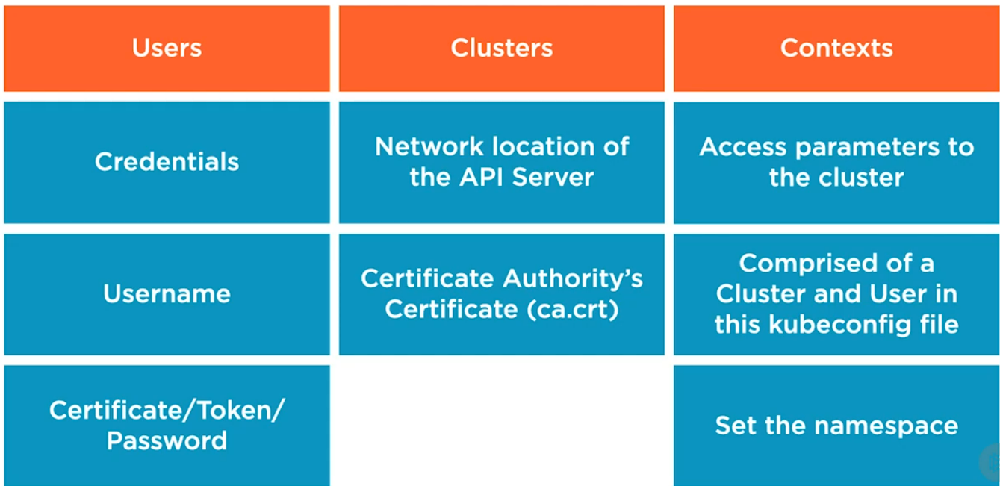 Users
Clusters
Contexts
Credentials
Network location of
the API Server
Access parameters to
the cluster
Username
Certificate Authority’s
Certificate (ca.crt)
Comprised of a
Cluster and User in
this kubeconfig file
Certificate/Token/
Password
Set the namespace